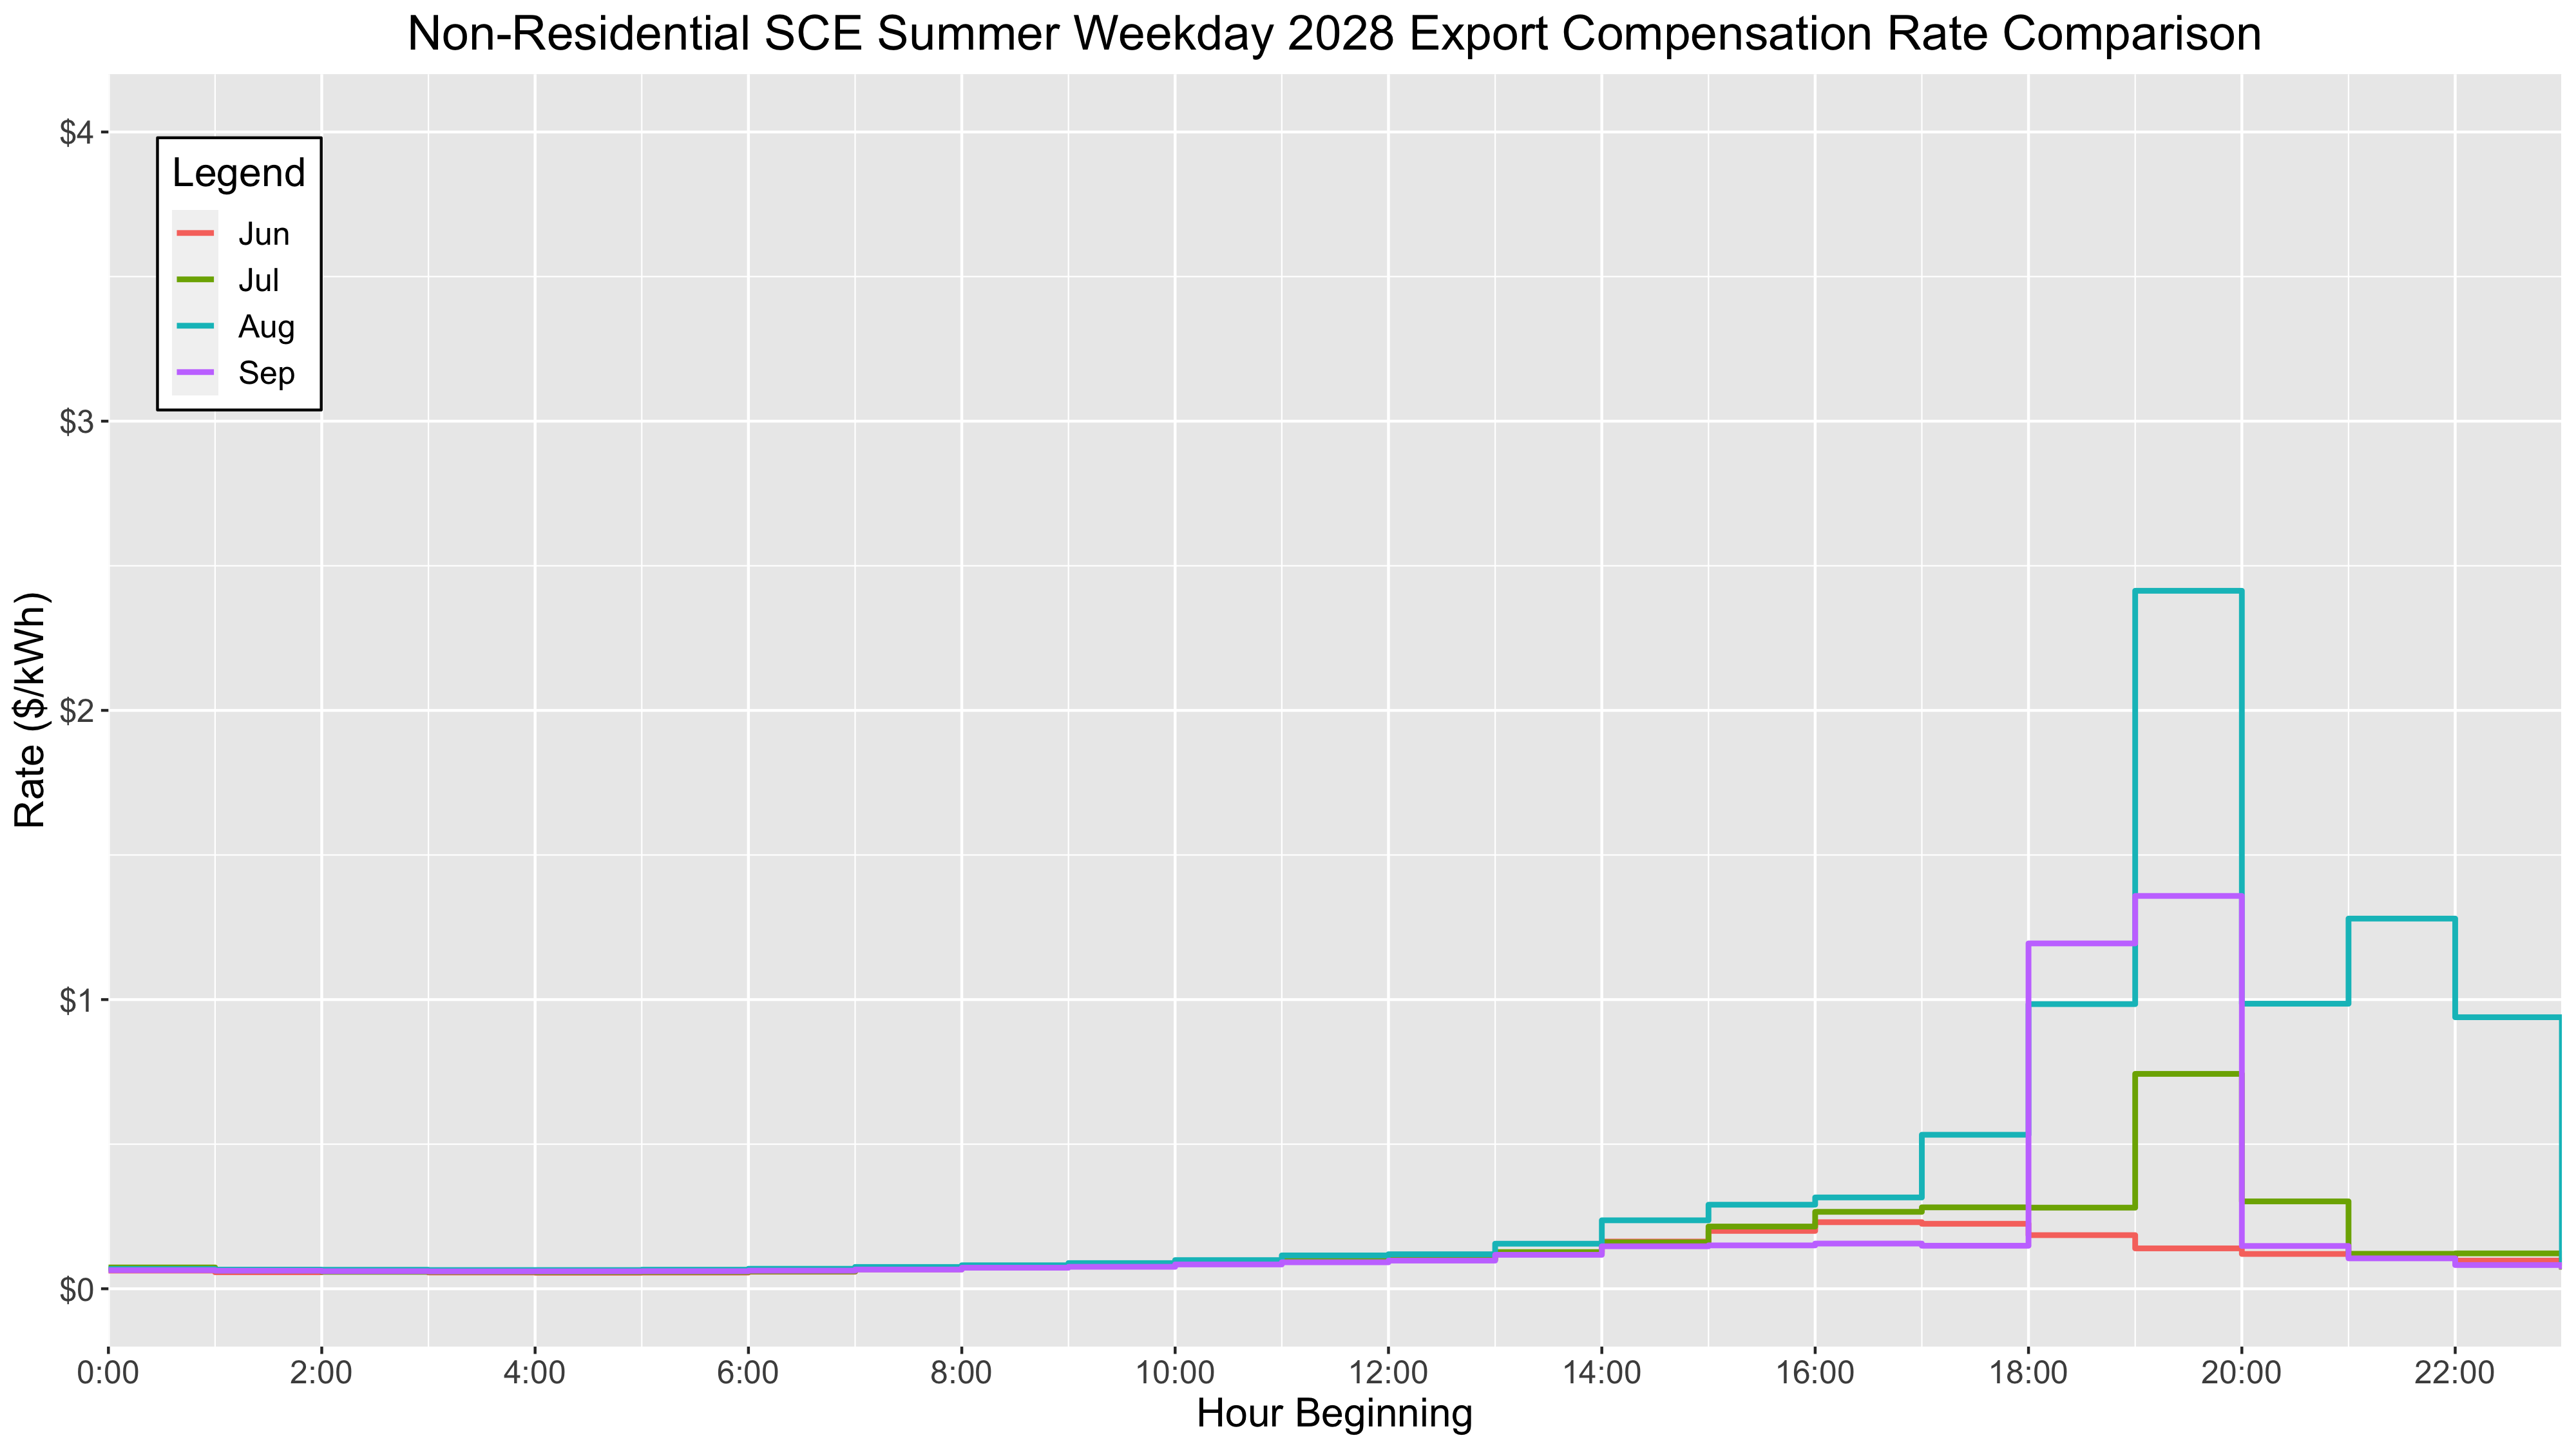 Non-Residential SCE Summer Weekday 2028 Export Compensation Rate Comparison
$4
Legend
Jun
Jul
Aug
Sep
$3
Rate ($/kWh)
$2
$1
$0
0:00 2:00 4:00 6:00 8:00 10:00 12:00 14:00 16:00 18:00 20:00 22:00
Hour Beginning